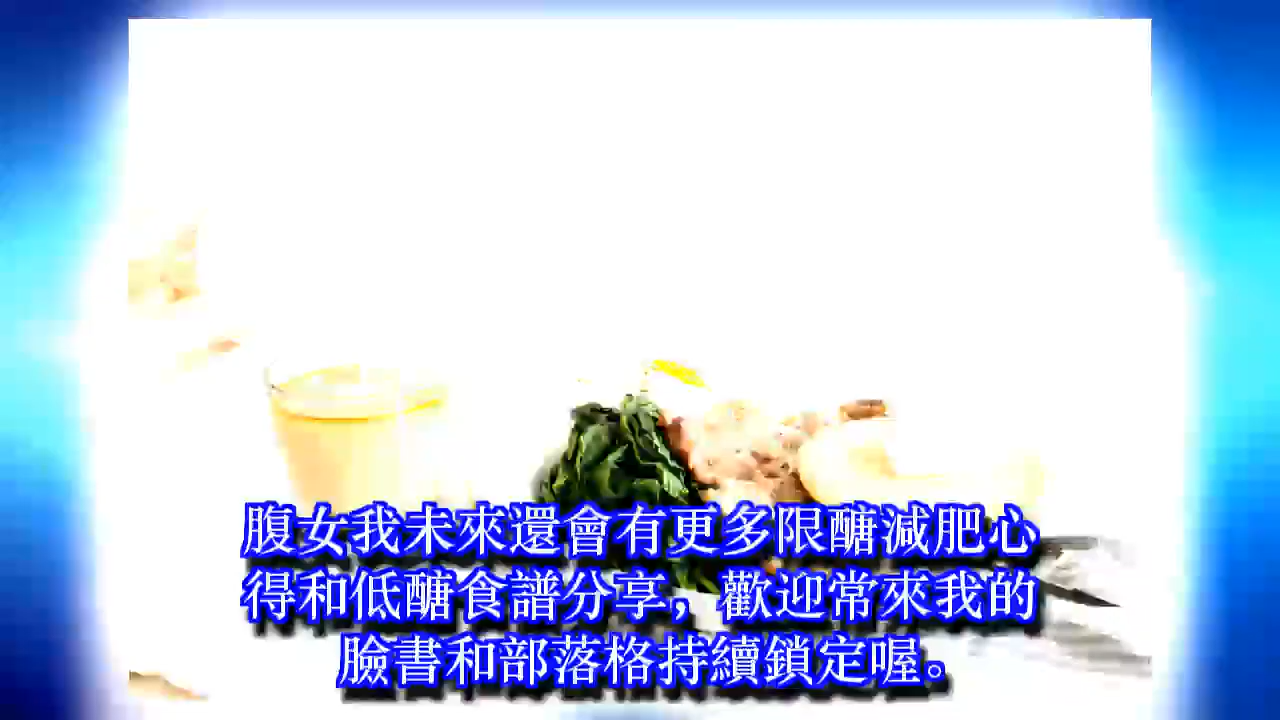 腹女我未來還會有更多限醣減肥心
得和低醣食譜分享，歡迎常來我的
臉書和部落格持續鎖定喔。